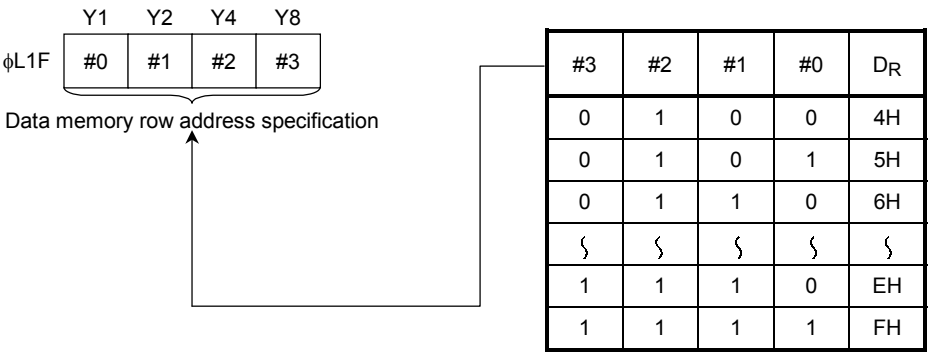 Y1 Y2 Y4 Y8
ϕL1F #0 #1 #2 #3
Data memory row address specification
#3 #2 #1 #0 DR
0 1 0 0 4H
0 1 0 1 5H
0 1 1 0 6H
1 1 1 0 EH
1 1 1 1 FH